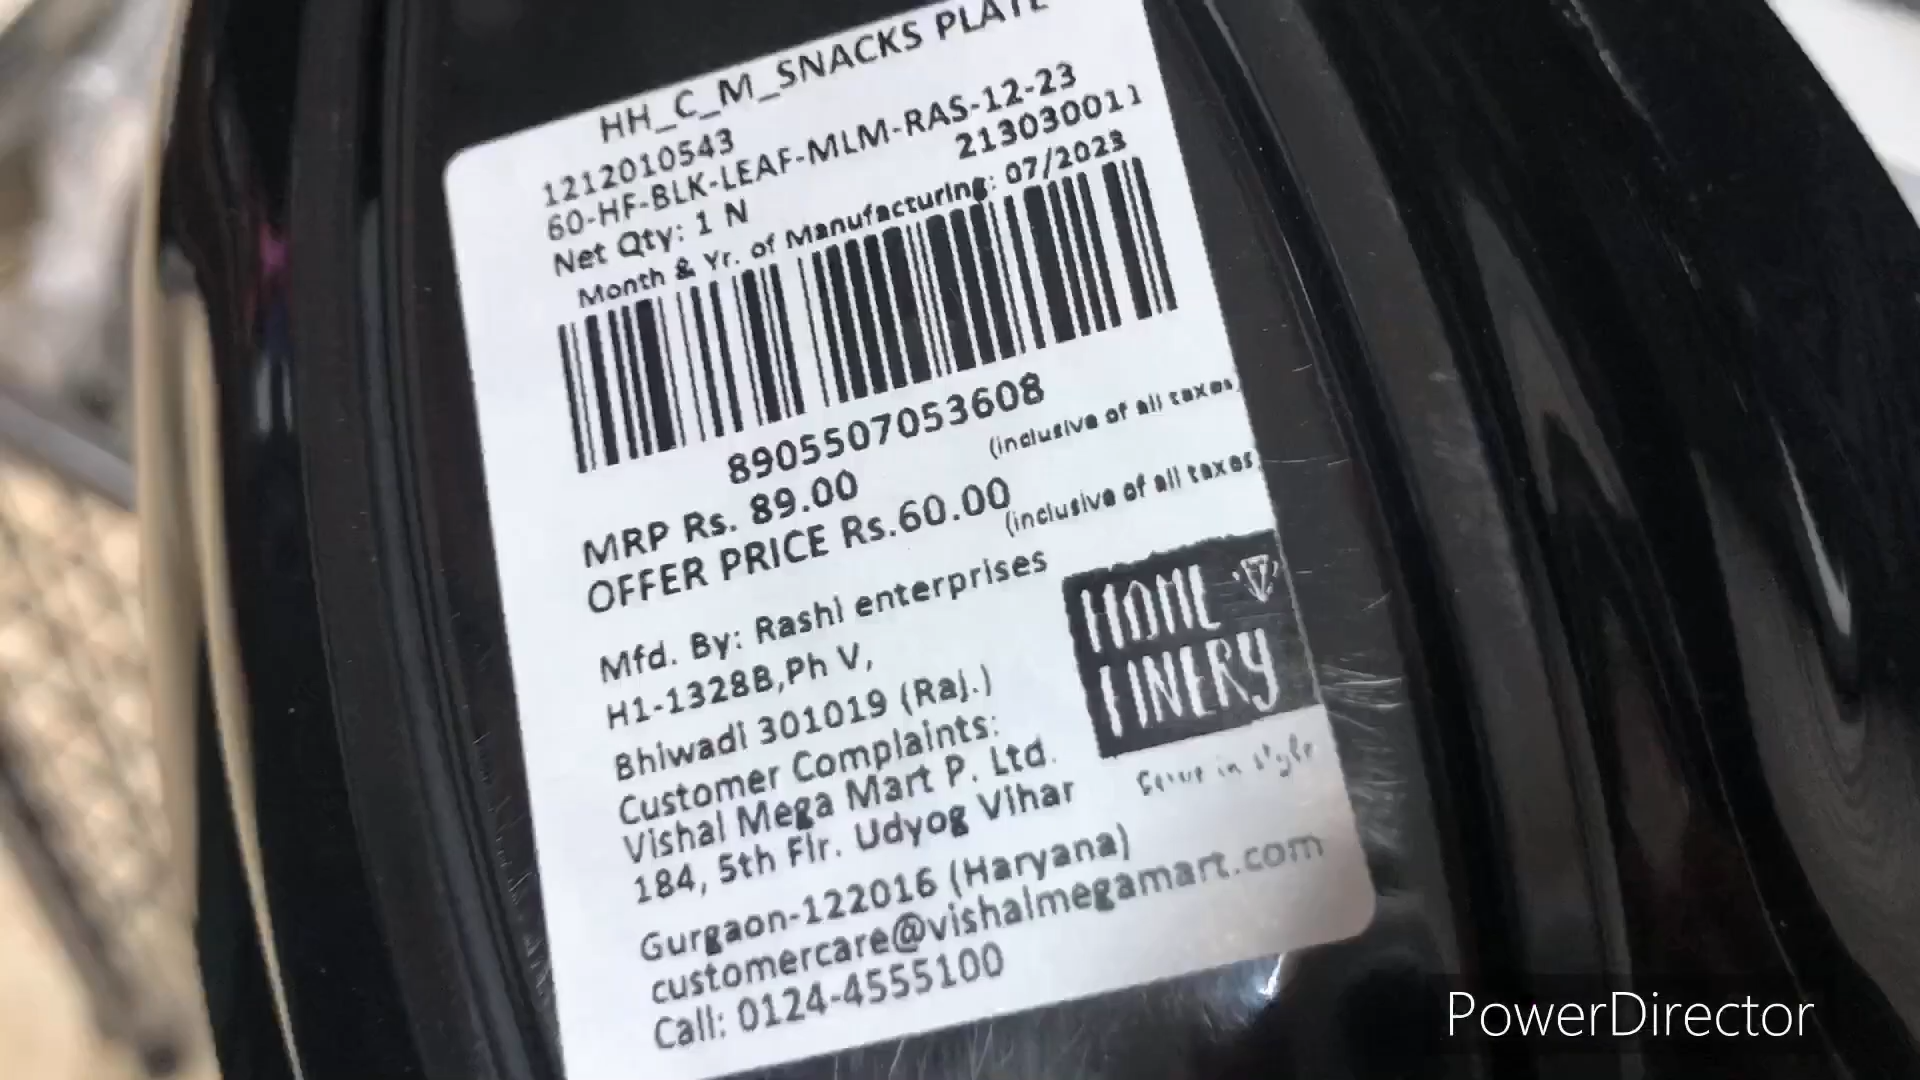 HH_C_M_SNACKS PLATE
1212010543
60-HF-BLK-LEAF-MLM-RAS-12-23
Net Qty: 1 N 213030011
Month & Yr. of Manufacturing: 07/2023
8905507053608
MRP Rs. 89.00 (inclusive of all taxes)
OFFER PRICE Rs.60.00 (inclusive of all taxes
Mfd. By: Rashi enterprises
H1-1328B,Ph V,
Bhiwadi 301019 (Raj.)
Customer Complaints:
Vishal Mega Mart P. Ltd.
184, 5th Flr. Udyog Vihar
Gurgaon-122016 (Haryana)
customercare@vishalmegamart.com
Call: 0124-4555100
HOME
FINERY
Serve in style
PowerDirector